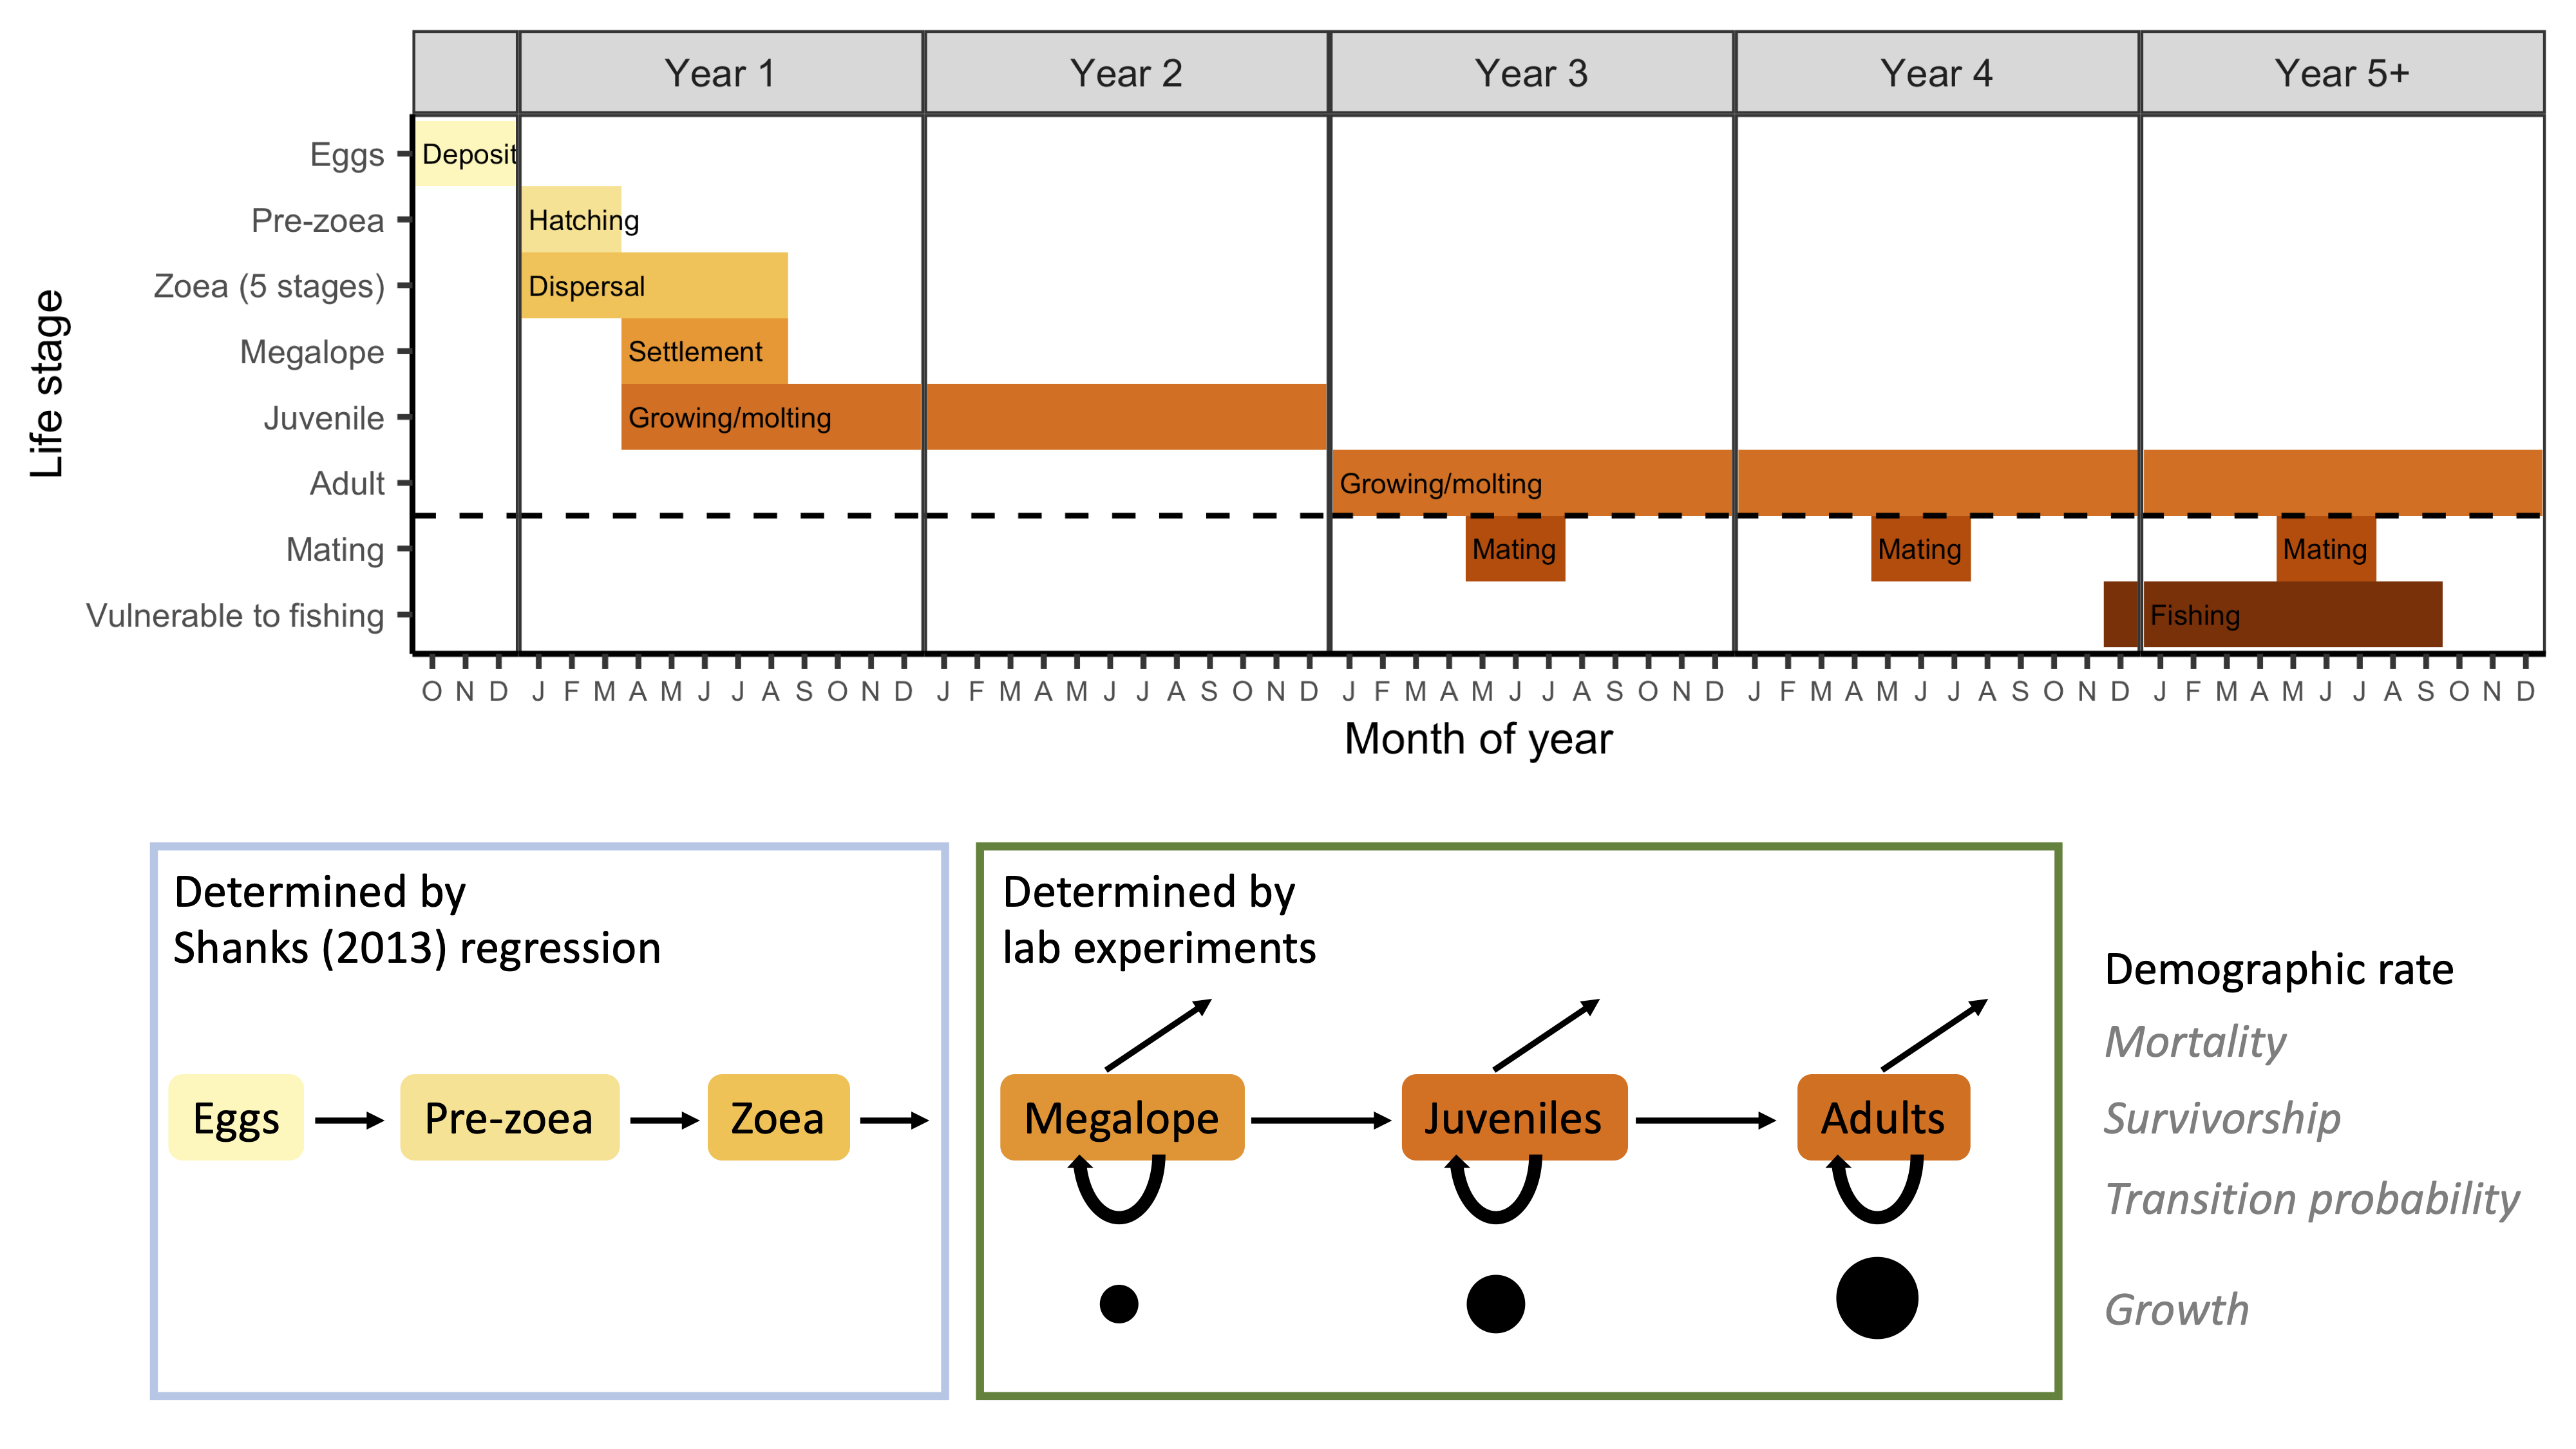 Year 1 Year 2 Year 3 Year 4 Year 5+
Life stage
Eggs Deposit
Pre-zoea Hatching
Zoea (5 stages) Dispersal
Megalope Settlement
Juvenile Growing/molting
Adult Growing/molting
Mating Mating Mating Mating
Vulnerable to fishing Fishing
O N D J F M A M J J A S O N D J F M A M J J A S O N D J F M A M J J A S O N D J F M A M J J A S O N D J F M A M J J A S O N D
Month of year
Determined by
Shanks (2013) regression
Eggs Pre-zoea Zoea
Determined by
lab experiments
Megalope Juveniles Adults
Demographic rate
Mortality
Survivorship
Transition probability
Growth